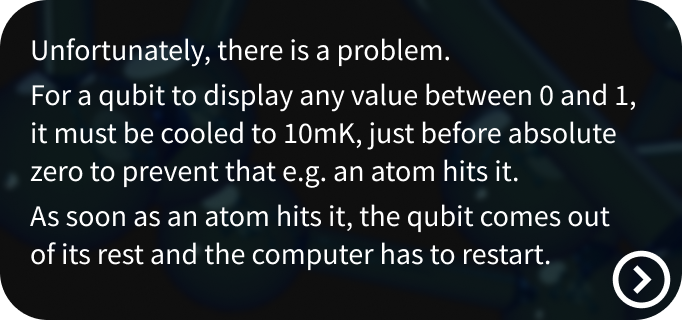 Unfortunately, there is a problem.
For a qubit to display any value between 0 and 1,
it must be cooled to 10mK, just before absolute
zero to prevent that e.g. an atom hits it.
As soon as an atom hits it, the qubit comes out
of its rest and the computer has to restart.